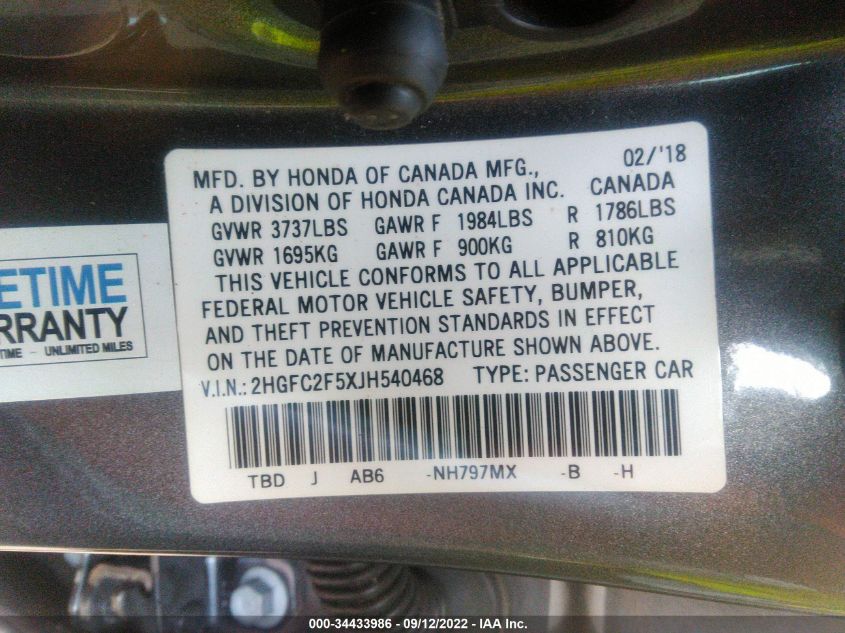 MFD. BY HONDA OF CANADA MFG., 02/'18
A DIVISION OF HONDA CANADA INC. CANADA
GVWR 3737LBS GAWR F 1984LBS R 1786LBS
GVWR 1695KG GAWR F 900KG R 810KG
THIS VEHICLE CONFORMS TO ALL APPLICABLE
FEDERAL MOTOR VEHICLE SAFETY, BUMPER,
AND THEFT PREVENTION STANDARDS IN EFFECT
ON THE DATE OF MANUFACTURE SHOWN ABOVE.
V.I.N.: 2HGFC2F5XJH540468 TYPE: PASSENGER CAR
TBD J AB6 -NH797MX -B -H
ETIME
RRANTY
TIME - UNLIMITED MILES
000-34433986 - 09/12/2022 - IAA Inc.